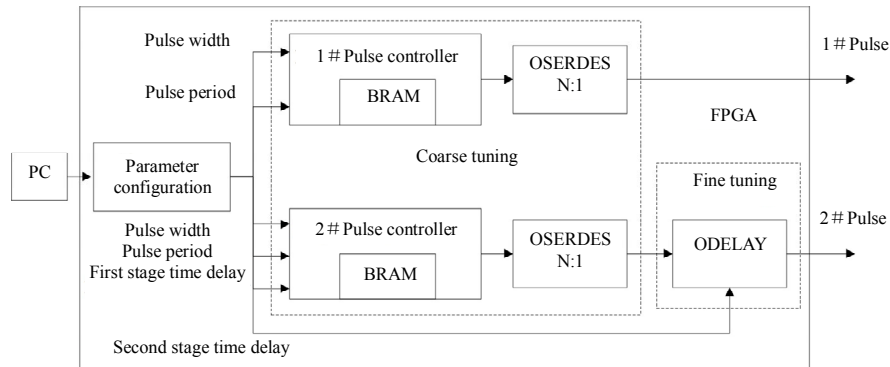 Pulse width
Pulse period
1＃Pulse controller
BRAM
OSERDES
N:1
1＃Pulse
FPGA
Coarse tuning
PC
Parameter
configuration
Fine tuning
Pulse width
Pulse period
First stage time delay
2＃Pulse controller
BRAM
OSERDES
N:1
ODELAY
2＃Pulse
Second stage time delay